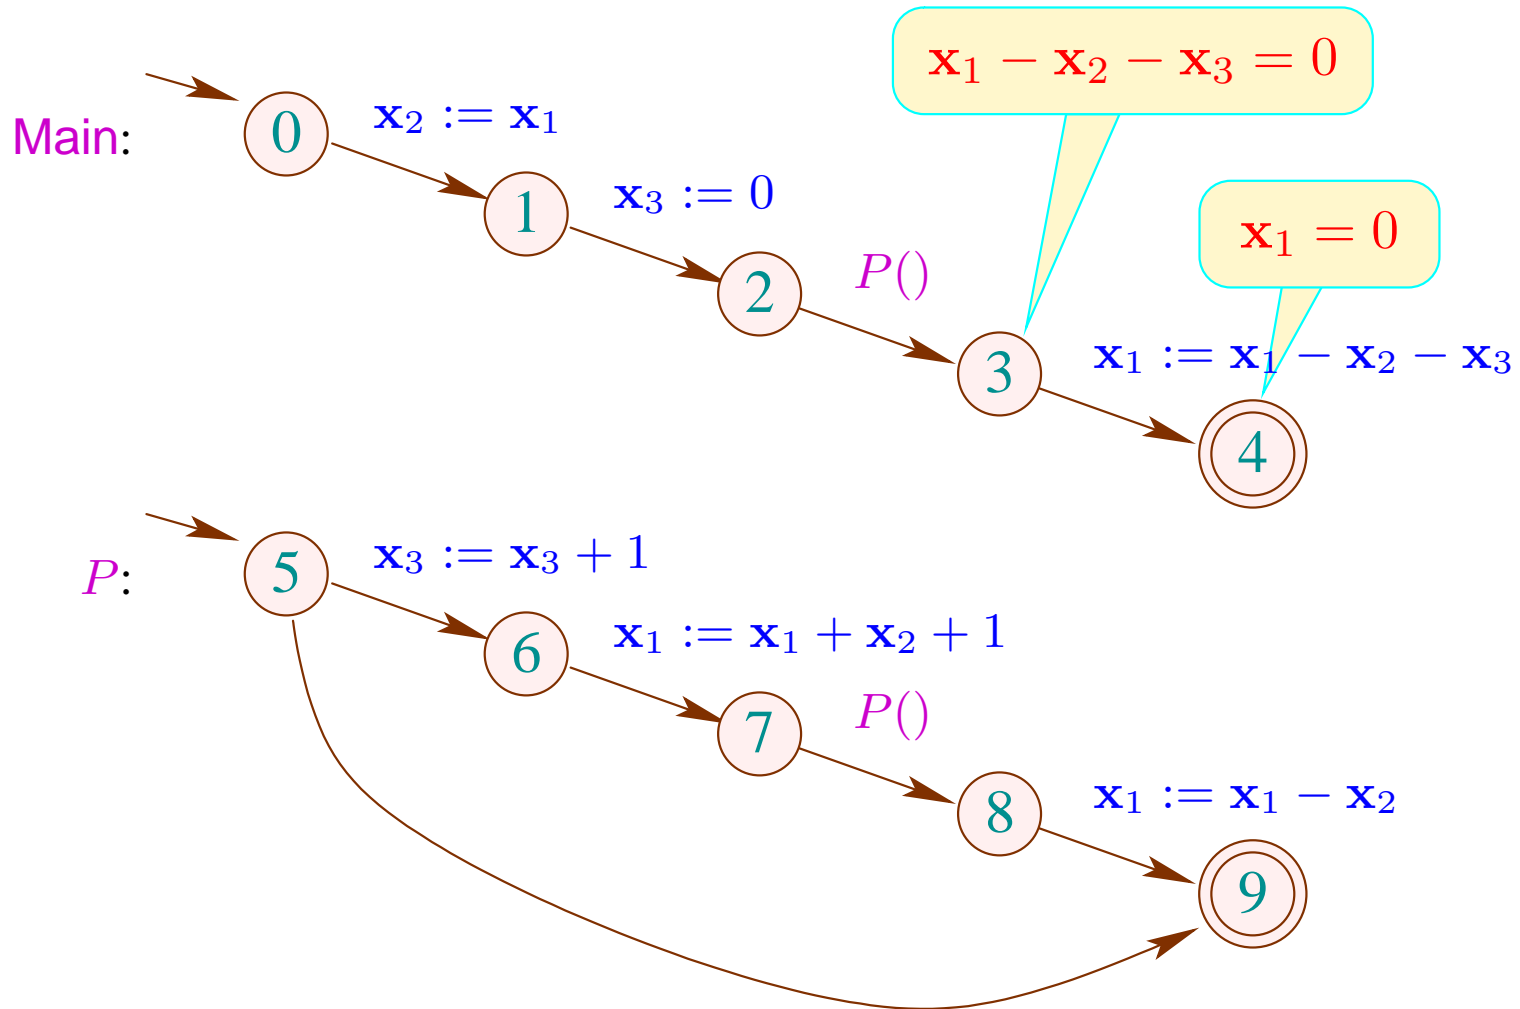 x₁ − x₂ − x₃ = 0
Main:
0
x₂ := x₁
1
x₃ := 0
x₁ = 0
2
P()
3
x₁ := x₁ − x₂ − x₃
4
P:
5
x₃ := x₃ + 1
6
x₁ := x₁ + x₂ + 1
7
P()
8
x₁ := x₁ − x₂
9